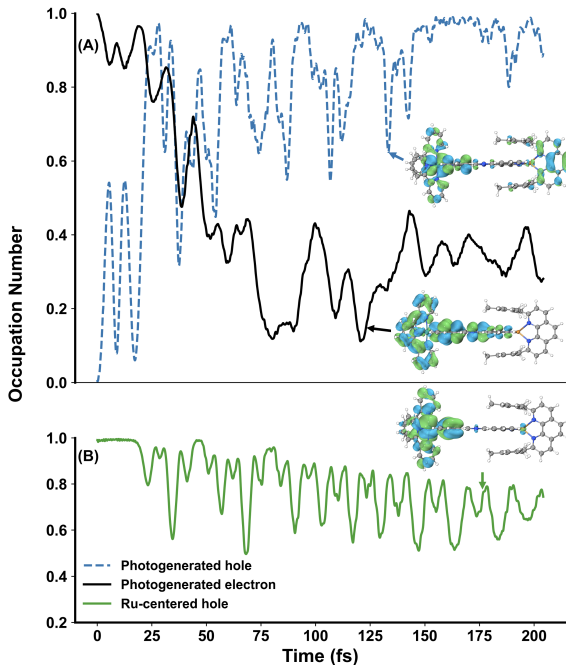 1.0
(A)
0.8
0.6
0.4
0.2
0.0
Occupation Number
1.0
(B)
0.8
0.6
0.4
0.2
Photogenerated hole
Photogenerated electron
Ru-centered hole
0 25 50 75 100 125 150 175 200
Time (fs)